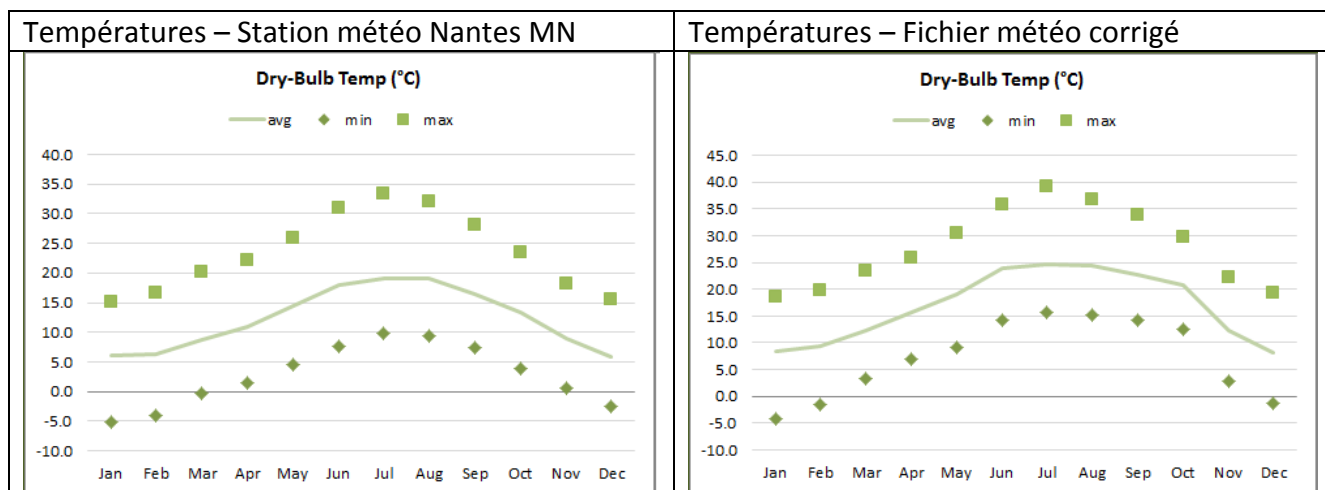 Températures – Station météo Nantes MN
Dry-Bulb Temp (°C)
avg min max
40.0
35.0
30.0
25.0
20.0
15.0
10.0
5.0
0.0
-5.0
-10.0
Jan Feb Mar Apr May Jun Jul Aug Sep Oct Nov Dec
Températures – Fichier météo corrigé
Dry-Bulb Temp (°C)
avg min max
45.0
40.0
35.0
30.0
25.0
20.0
15.0
10.0
5.0
0.0
-5.0
-10.0
Jan Feb Mar Apr May Jun Jul Aug Sep Oct Nov Dec